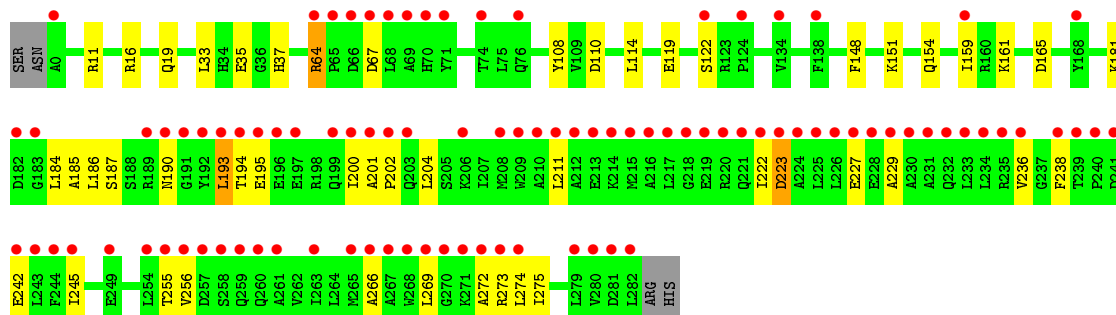 SER ASN A0 R11 R16 Q19 L33 H34 E35 G36 H37 R64 P65 D66 D67 L68 A69 H70 Y71 T74 L75 Q76 Y108 V109 D110 L114 E119 S122 R123 P124 V134 F138 F148 K151 Q154 I159 R160 K161 D165 Y168 K181
D182 G183 L184 A185 L186 S187 S188 R189 N190 G191 Y192 L193 T194 E195 E196 E197 R198 Q199 I200 A201 P202 Q203 L204 S205 K206 I207 M208 W209 A210 L211 A212 E213 K214 M215 A216 L217 G218 E219 R220 Q221 I222 D223 A224 L225 L226 E227 E228 A229 A230 A231 Q232 L233 L234 R235 V236 G237 F238 T239 P240 D241
E242 L243 F244 I245 E249 L254 T255 V256 D257 S258 Q259 Q260 A261 V262 I263 L264 M265 A266 A267 W268 L269 G270 K271 A272 R273 L274 I275 L279 V280 D281 L282 ARG HIS